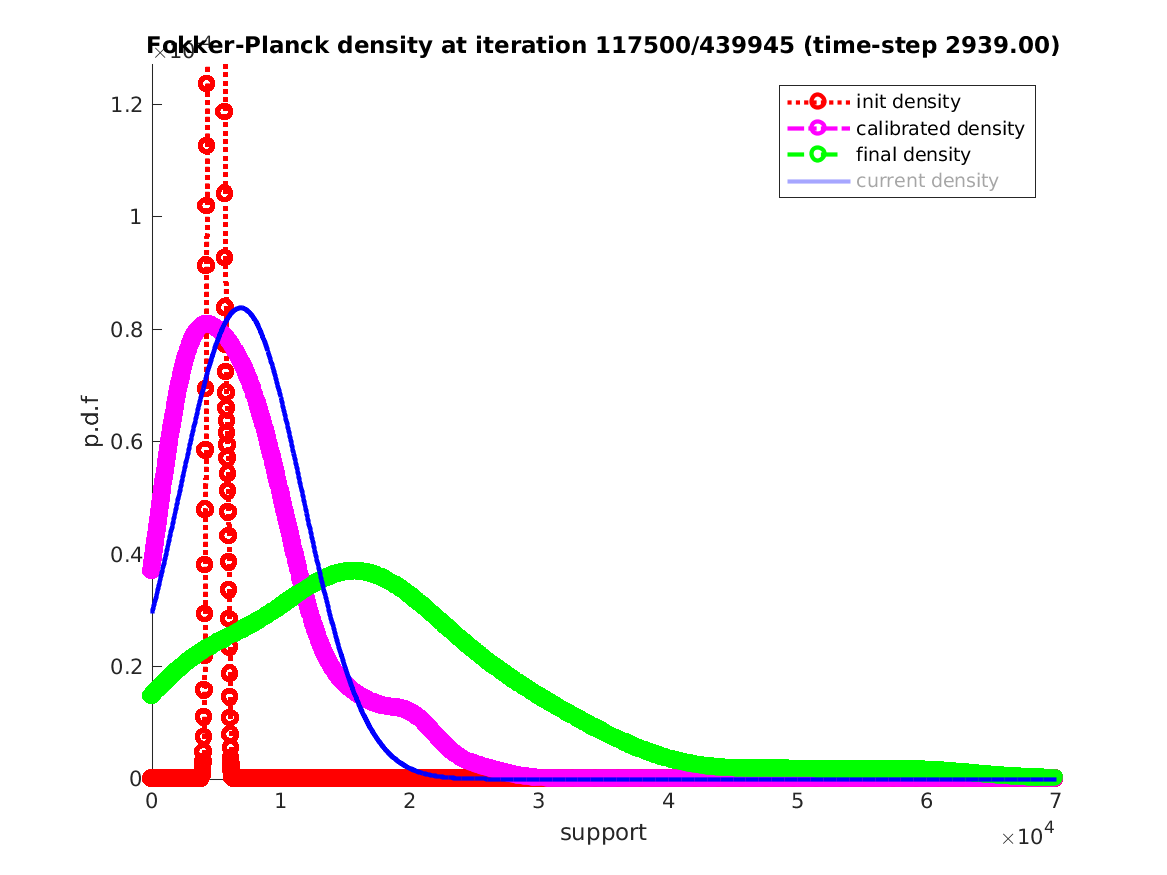 Fokker-Planck density at iteration 117500/439945 (time-step 2939.00)
init density
calibrated density
final density
current density
1.2
1
0.8
0.6
0.4
0.2
0
p.d.f
0 1 2 3 4 5 6 7
support
×10^4